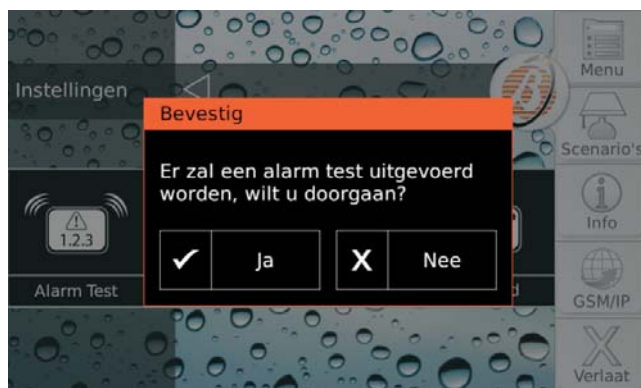 Instellingen
Bevestig
Er zal een alarm test uitgevoerd
worden, wilt u doorgaan?
Ja
X Nee
1.2.3
Alarm Test
Menu
Scenario's
Info
GSM/IP
Verlaat